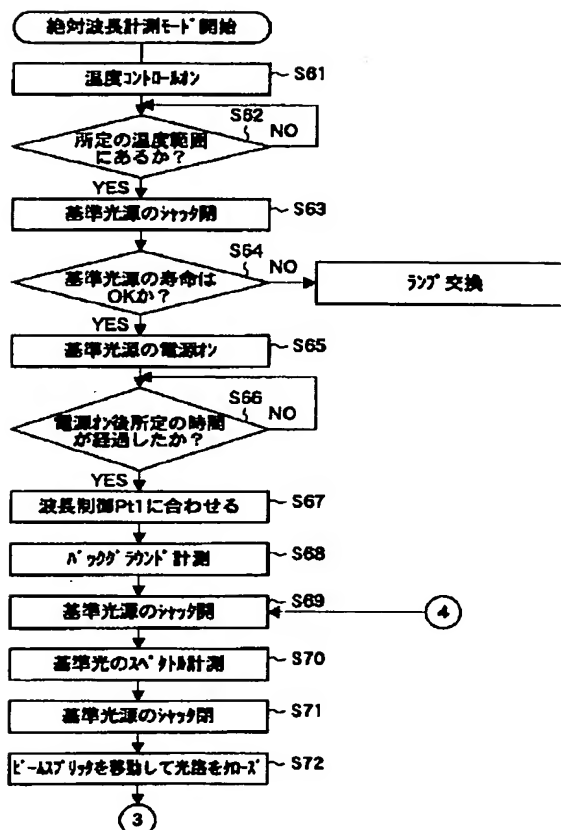 絶対波長計測ﾓｰﾄﾞ開始
温度ｺﾝﾄﾛｰﾙｵﾝ
S61
S62
所定の温度範囲
にあるか？
NO
YES
基準光源のｼｬｯﾀ閉
S63
S64
基準光源の寿命は
OKか？
NO
ﾗﾝﾌﾟ交換
YES
基準光源の電源ｵﾝ
S65
S66
電源ｵﾝ後所定の時間
が経過したか？
NO
YES
波長制御Pt1に合わせる
S67
ﾊﾞｯｸｸﾞﾗｳﾝﾄﾞ計測
S68
S69
基準光源のｼｬｯﾀ開
4
基準光のｽﾍﾟｸﾄﾙ計測
S70
基準光源のｼｬｯﾀ閉
S71
ﾋﾞｰﾑｽﾌﾟﾘｯﾀを移動して光路をｸﾛｰｽﾞ
S72
3